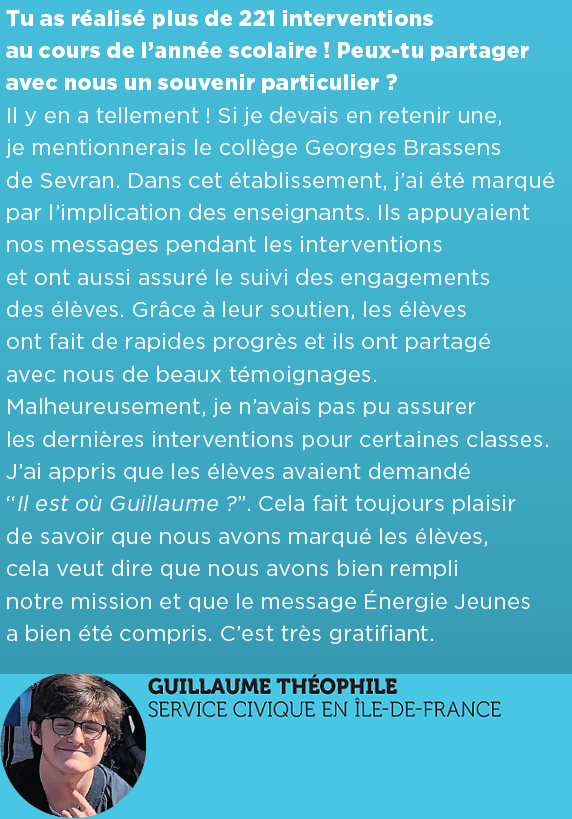 Tu as réalisé plus de 221 interventions
au cours de l’année scolaire ! Peux-tu partager
avec nous un souvenir particulier ?
Il y en a tellement ! Si je devais en retenir une,
je mentionnerais le collège Georges Brassens
de Sevran. Dans cet établissement, j’ai été marqué
par l’implication des enseignants. Ils appuyaient
nos messages pendant les interventions
et ont aussi assuré le suivi des engagements
des élèves. Grâce à leur soutien, les élèves
ont fait de rapides progrès et ils ont partagé
avec nous de beaux témoignages.
Malheureusement, je n’avais pas pu assurer
les dernières interventions pour certaines classes.
J’ai appris que les élèves avaient demandé
“Il est où Guillaume ?”. Cela fait toujours plaisir
de savoir que nous avons marqué les élèves,
cela veut dire que nous avons bien rempli
notre mission et que le message Énergie Jeunes
a bien été compris. C’est très gratifiant.
GUILLAUME THÉOPHILE
SERVICE CIVIQUE EN ÎLE-DE-FRANCE